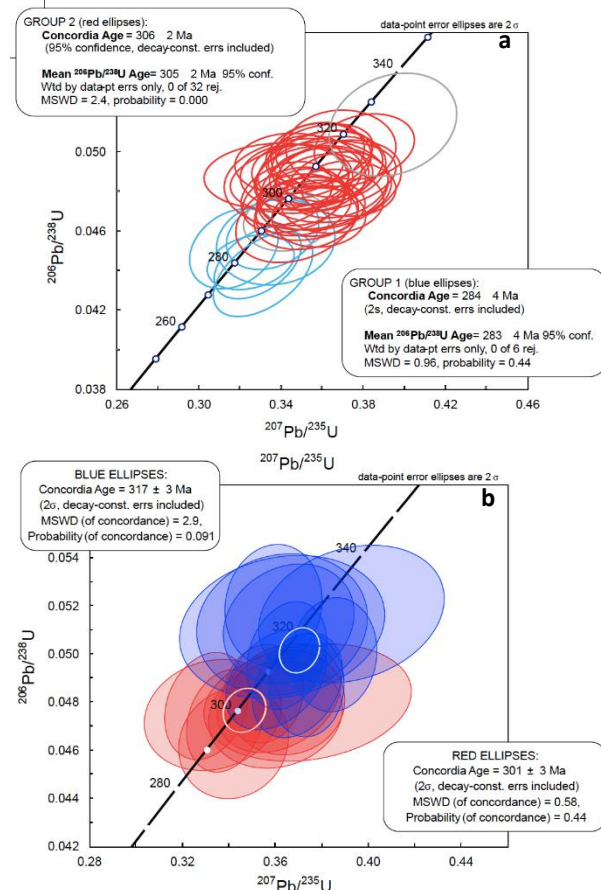 GROUP 2 (red ellipses):
Concordia Age = 306 2 Ma
(95% confidence, decay-const. errs included)
Mean ²⁰⁶Pb/²³⁸U Age= 305 2 Ma 95% conf.
Wtd by data-pt errs only, 0 of 32 rej.
MSWD = 2.4, probability = 0.000
data-point error ellipses are 2 σ
a
340
320
0.050
300
0.046
280
0.042
260
0.038
²⁰⁶Pb/²³⁸U
GROUP 1 (blue ellipses):
Concordia Age = 284 4 Ma
(2s, decay-const. errs included)
Mean ²⁰⁶Pb/²³⁸U Age= 283 4 Ma 95% conf.
Wtd by data-pt errs only, 0 of 6 rej.
MSWD = 0.96, probability = 0.44
0.26 0.30 0.34 0.38 0.42 0.46
²⁰⁷Pb/²³⁵U
²⁰⁷Pb/²³⁵U
BLUE ELLIPSES:
Concordia Age = 317 ± 3 Ma
(2σ, decay-const. errs included)
MSWD (of concordance) = 2.9,
Probability (of concordance) = 0.091
data-point error ellipses are 2 σ
b
340
0.054
0.052
320
0.050
0.048
300
0.046
280
0.044
0.042
²⁰⁶Pb/²³⁸U
RED ELLIPSES:
Concordia Age = 301 ± 3 Ma
(2σ, decay-const. errs included)
MSWD (of concordance) = 0.58,
Probability (of concordance) = 0.44
0.28 0.32 0.36 0.40 0.44
²⁰⁷Pb/²³⁵U